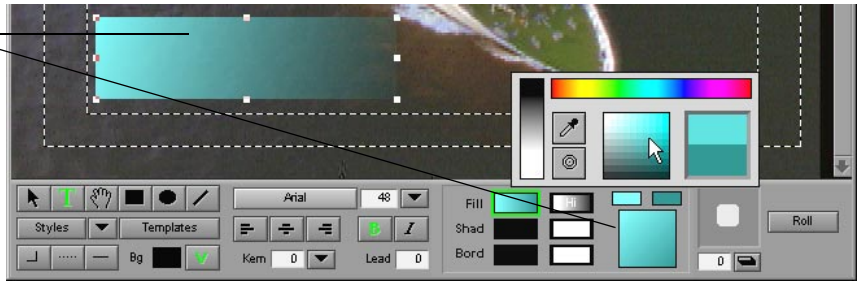 T Arial 48 Fill Hi
Styles Templates B I Shad Roll
Bg V Kern 0 Lead 0 Bord 0